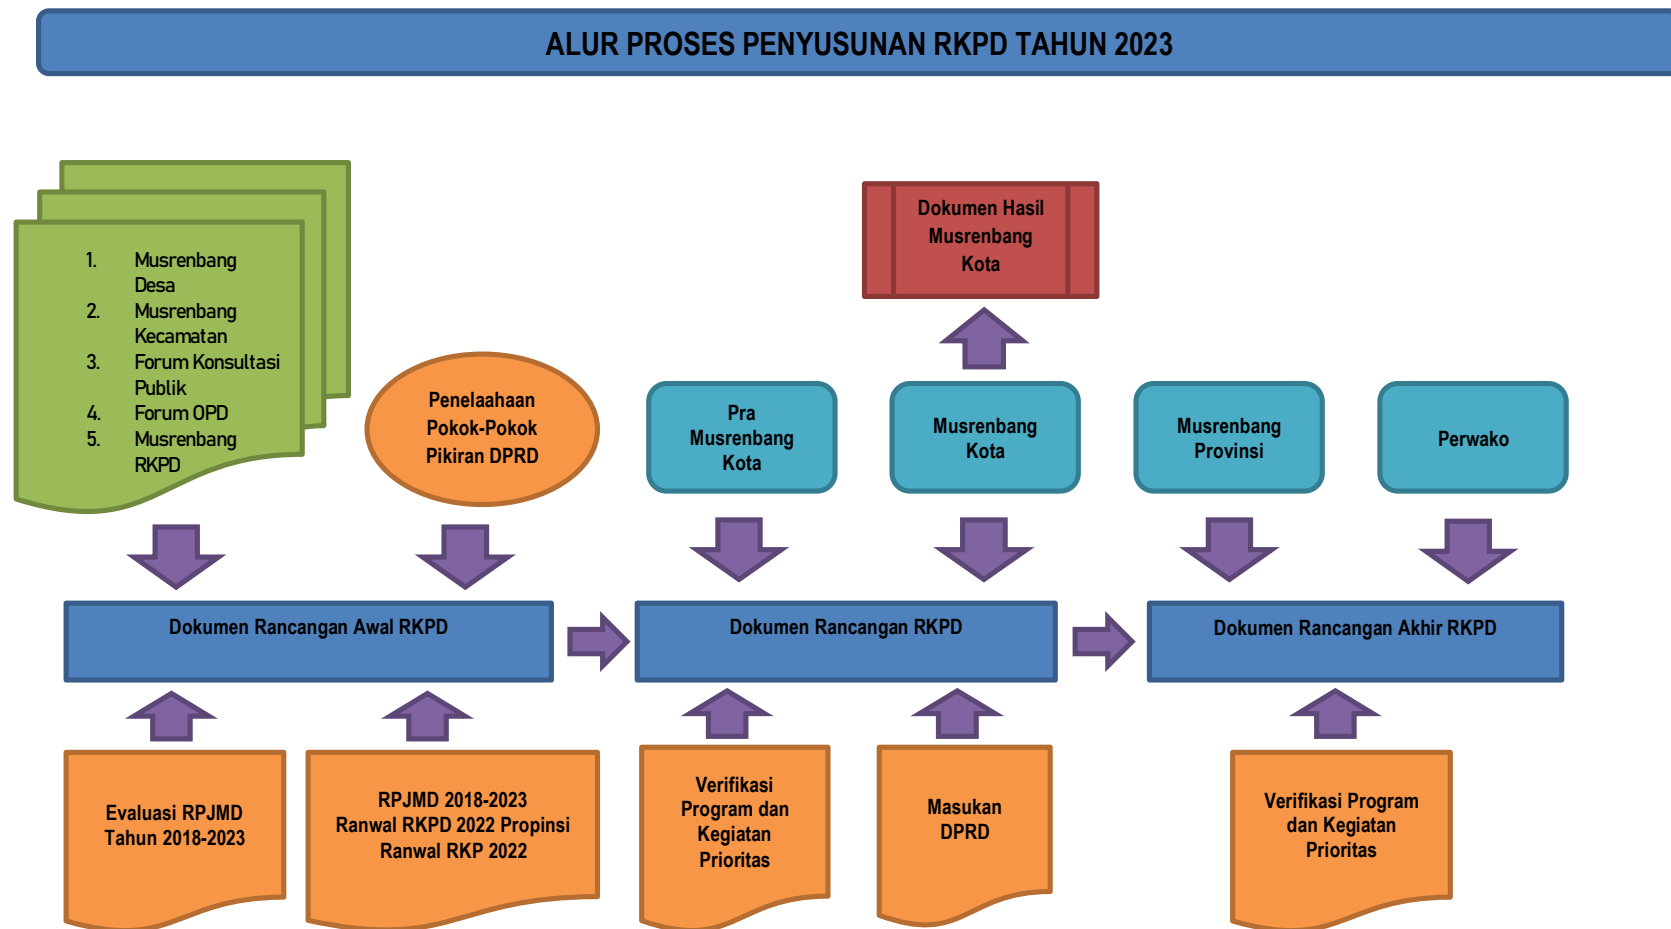 ALUR PROSES PENYUSUNAN RKPD TAHUN 2023
Dokumen Hasil
Musrenbang
Kota
1. Musrenbang
Desa
2. Musrenbang
Kecamatan
3. Forum Konsultasi
Publik
4. Forum OPD
5. Musrenbang
RKPD
Penelaahaan
Pokok-Pokok
Pikiran DPRD
Pra
Musrenbang
Kota
Musrenbang
Kota
Musrenbang
Provinsi
Perwako
Dokumen Rancangan Awal RKPD
Dokumen Rancangan RKPD
Dokumen Rancangan Akhir RKPD
Evaluasi RPJMD
Tahun 2018-2023
RPJMD 2018-2023
Ranwal RKPD 2022 Propinsi
Ranwal RKP 2022
Verifikasi
Program dan
Kegiatan
Prioritas
Masukan
DPRD
Verifikasi Program
dan Kegiatan
Prioritas